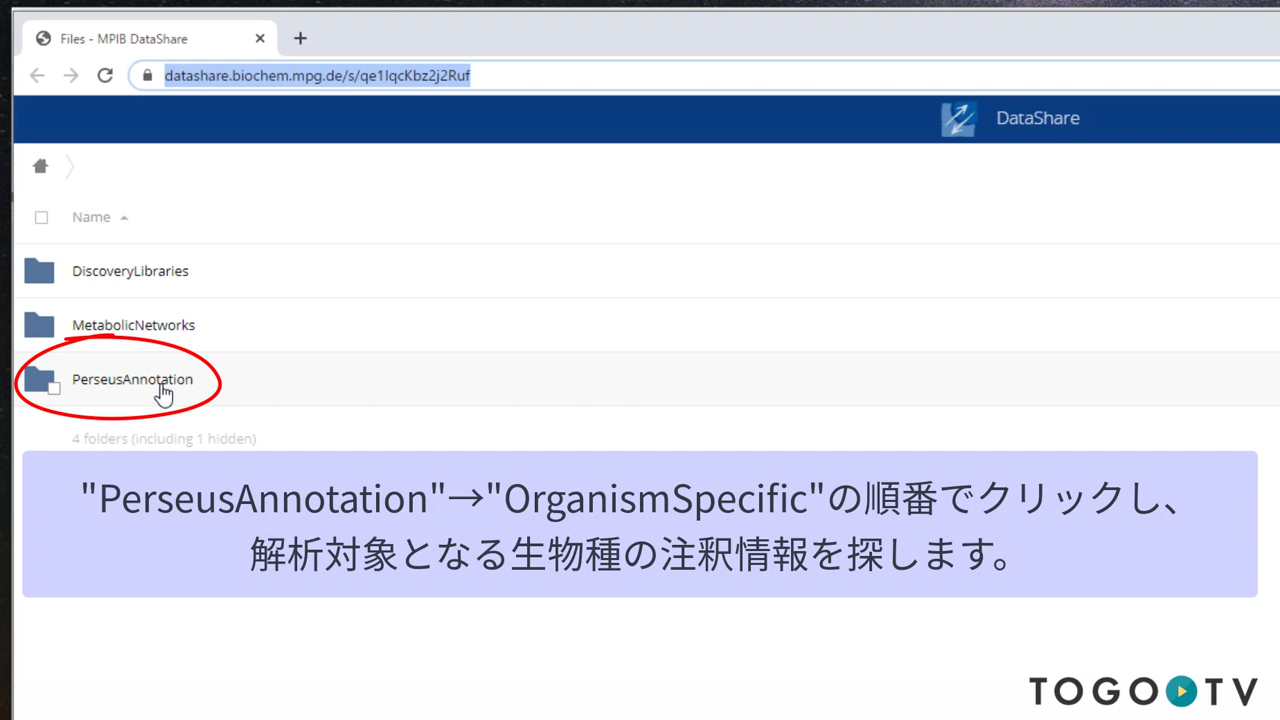 Files - MPIB DataShare
datashare.biochem.mpg.de/s/qe1IqcKbz2j2Ruf
DataShare
Name
DiscoveryLibraries
MetabolicNetworks
PerseusAnnotation
4 folders (including 1 hidden)
"PerseusAnnotation"→"OrganismSpecific"の順番でクリックし、
解析対象となる生物種の注釈情報を探します。
TOGO TV